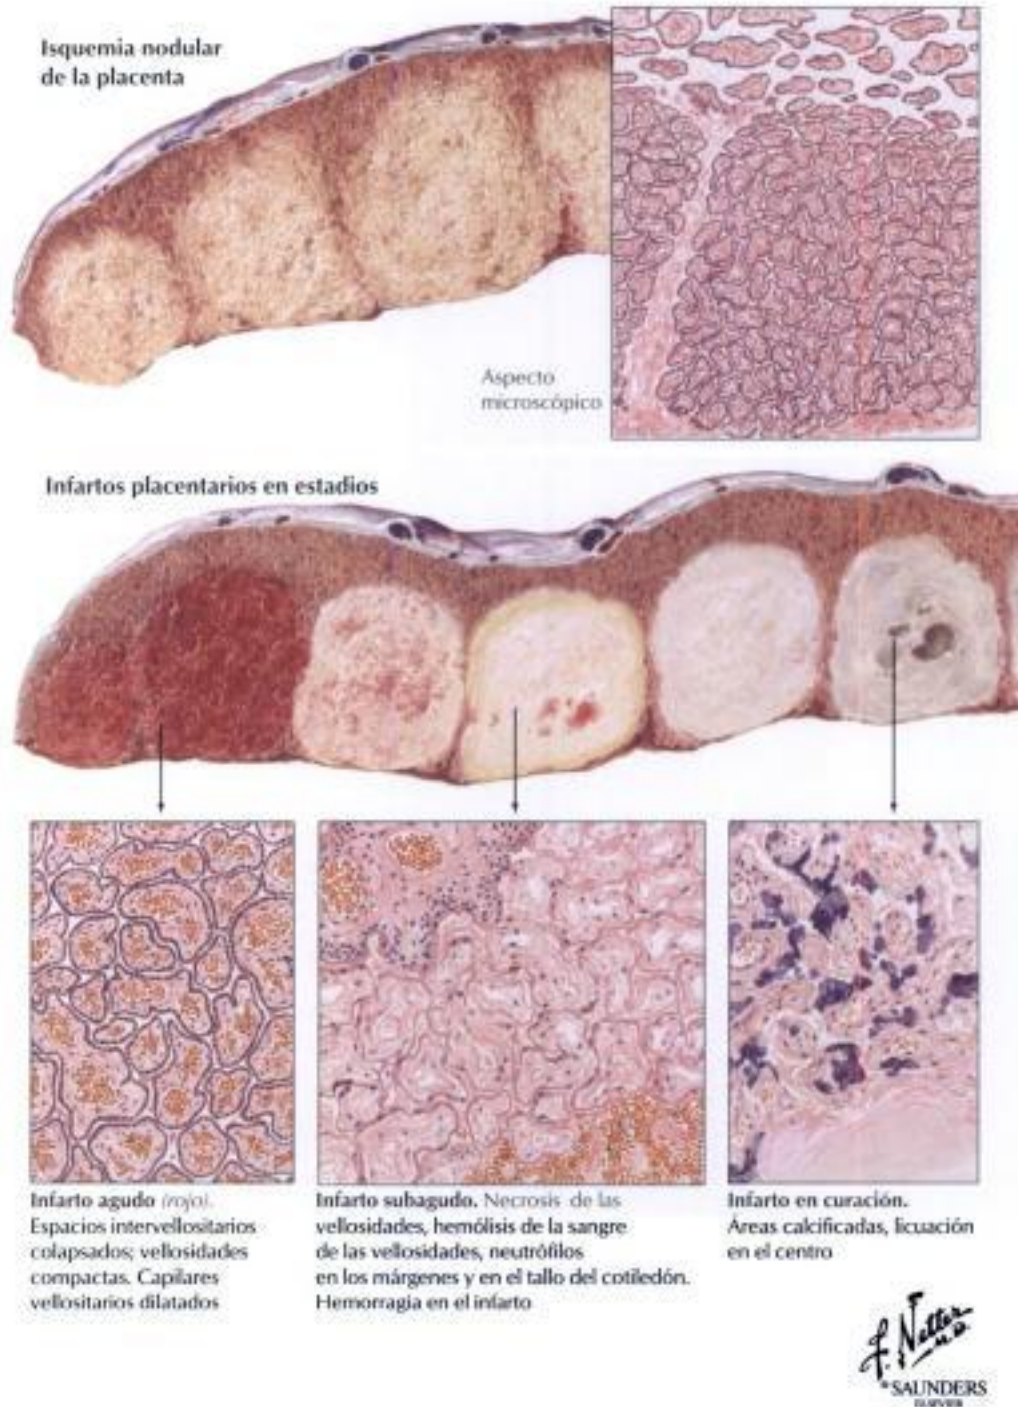 Isquemia nodular
de la placenta
Aspecto
microscópico
Infartos placentarios en estadios
Infarto agudo (rojo).
Espacios intervellositarios
colapsados; vellosidades
compactas. Capilares
vellositarios dilatados
Infarto subagudo. Necrosis de las
vellosidades, hemólisis de la sangre
de las vellosidades, neutrófilos
en los márgenes y en el tallo del cotiledón.
Hemorragia en el infarto
Infarto en curación.
Áreas calcificadas, licuación
en el centro
F. Netter
M.D.
SAUNDERS
ELSEVIER